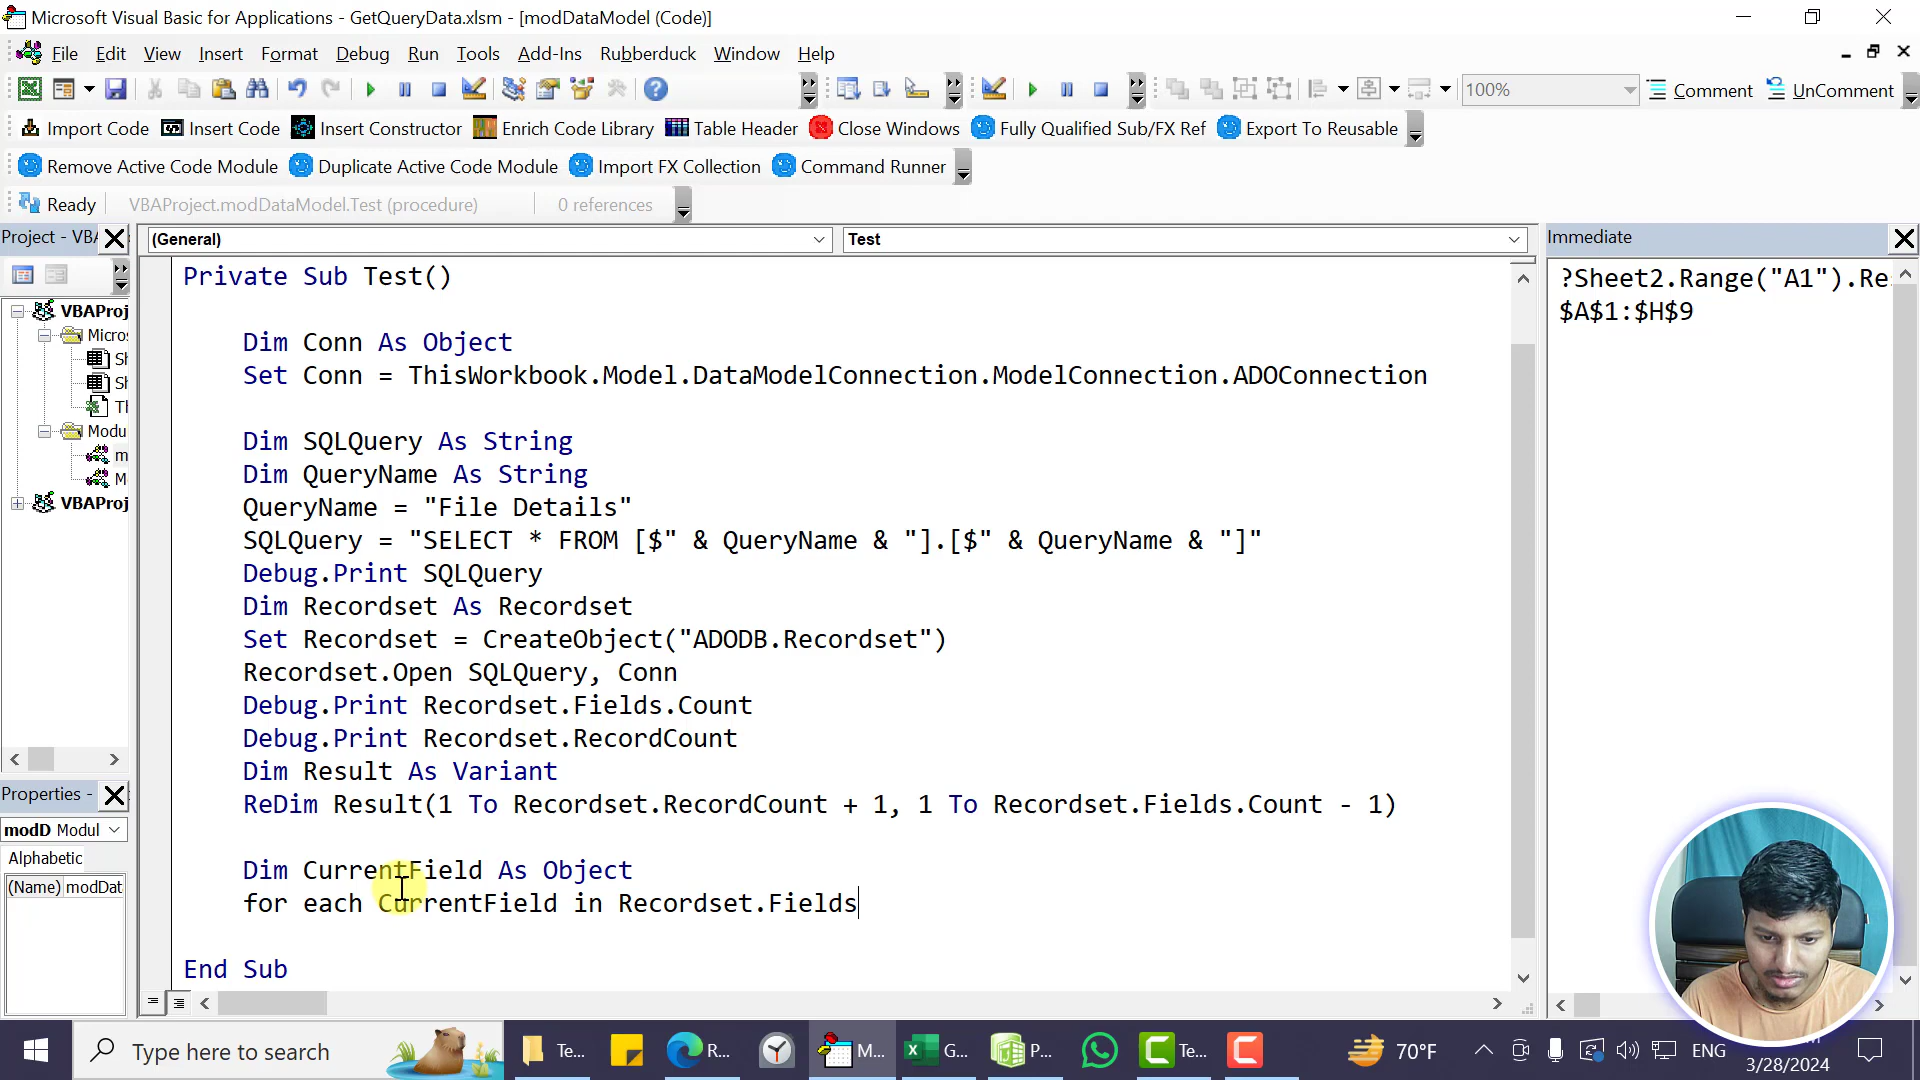 Microsoft Visual Basic for Applications - GetQueryData.xlsm - [modDataModel (Code)]
File Edit View Insert Format Debug Run Tools Add-Ins Rubberduck Window Help
100% Comment UnComment
Import Code Insert Code Insert Constructor Enrich Code Library Table Header Close Windows Fully Qualified Sub/FX Ref Export To Reusable
Remove Active Code Module Duplicate Active Code Module Import FX Collection Command Runner
Ready VBAProject.modDataModel.Test (procedure) 0 references
Project - VBA
(General)
Test
Immediate
VBAProj
Micros
Sh
Sh
Th
Modu
m
M
VBAProj
Properties -
modD Modul
Alphabetic
(Name) modDat
Private Sub Test()
Dim Conn As Object
Set Conn = ThisWorkbook.Model.DataModelConnection.ModelConnection.ADOConnection
Dim SQLQuery As String
Dim QueryName As String
QueryName = "File Details"
SQLQuery = "SELECT * FROM [$" & QueryName & "].[$" & QueryName & "]"
Debug.Print SQLQuery
Dim Recordset As Recordset
Set Recordset = CreateObject("ADODB.Recordset")
Recordset.Open SQLQuery, Conn
Debug.Print Recordset.Fields.Count
Debug.Print Recordset.RecordCount
Dim Result As Variant
ReDim Result(1 To Recordset.RecordCount + 1, 1 To Recordset.Fields.Count - 1)
Dim CurrentField As Object
for each CurrentField in Recordset.Fields
End Sub
?Sheet2.Range("A1").Re
$A$1:$H$9
Type here to search
Te...
R...
M...
G...
P...
Te...
70°F
ENG
3/28/2024